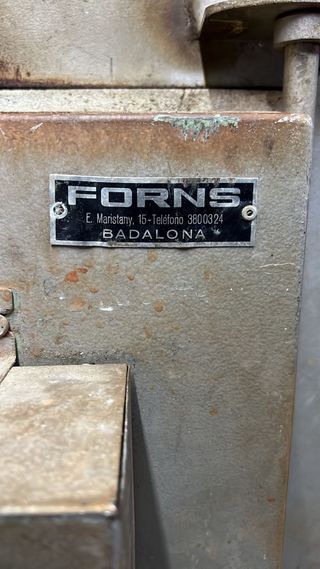 FORNS
E. Maristany, 15-Teléfono 3800324
BADALONA